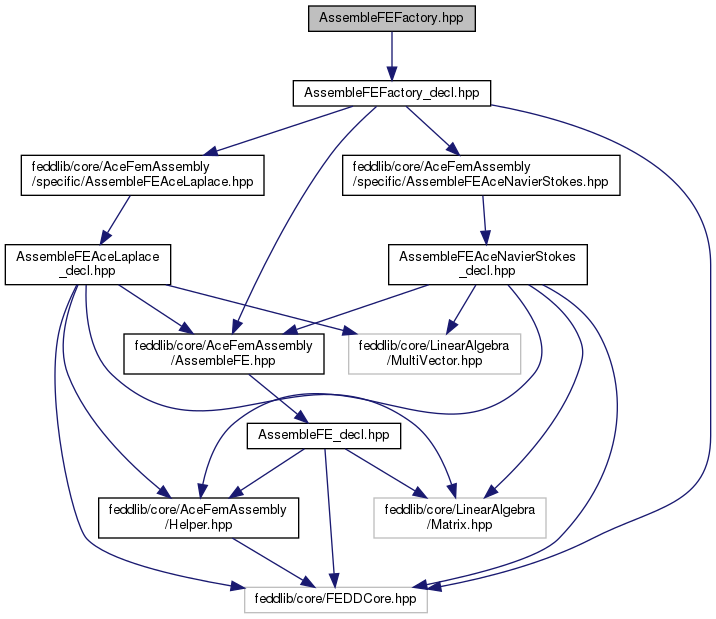 AssembleFEFactory.hpp
AssembleFEFactory_decl.hpp
feddlib/core/AceFemAssembly
/specific/AssembleFEAceLaplace.hpp
feddlib/core/AceFemAssembly
/specific/AssembleFEAceNavierStokes.hpp
AssembleFEAceLaplace
_decl.hpp
AssembleFEAceNavierStokes
_decl.hpp
feddlib/core/AceFemAssembly
/AssembleFE.hpp
feddlib/core/LinearAlgebra
/MultiVector.hpp
AssembleFE_decl.hpp
feddlib/core/AceFemAssembly
/Helper.hpp
feddlib/core/LinearAlgebra
/Matrix.hpp
feddlib/core/FEDDCore.hpp